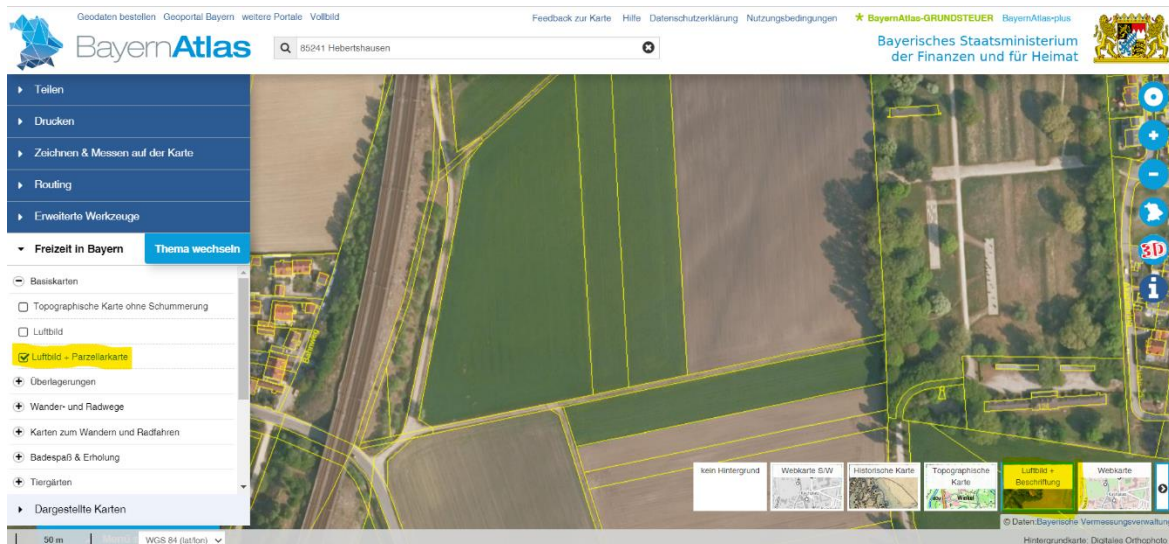 Geodaten bestellen Geoportal Bayern weitere Portale Vollbild
Feedback zur Karte Hilfe Datenschutzerklärung Nutzungsbedingungen BayernAtlas-GRUNDSTEUER BayernAtlas-plus
BayernAtlas
85241 Hebertshausen
Bayerisches Staatsministerium
der Finanzen und für Heimat
Teilen
Drucken
Zeichnen & Messen auf der Karte
Routing
Erweiterte Werkzeuge
Freizeit in Bayern Thema wechseln
Basiskarten
Topographische Karte ohne Schummerung
Luftbild
Luftbild + Parzellarkarte
Überlagerungen
Wander- und Radwege
Karten zum Wandern und Radfahren
Badespaß & Erholung
Tiergärten
Dargestellte Karten
3D
kein Hintergrund
Webkarte S/W
Historische Karte
Topographische
Karte
Luftbild +
Beschriftung
Webkarte
© Daten:Bayerische Vermessungsverwaltung
50 m WGS 84 (lat/lon)
Hintergrundkarte: Digitales Orthophoto